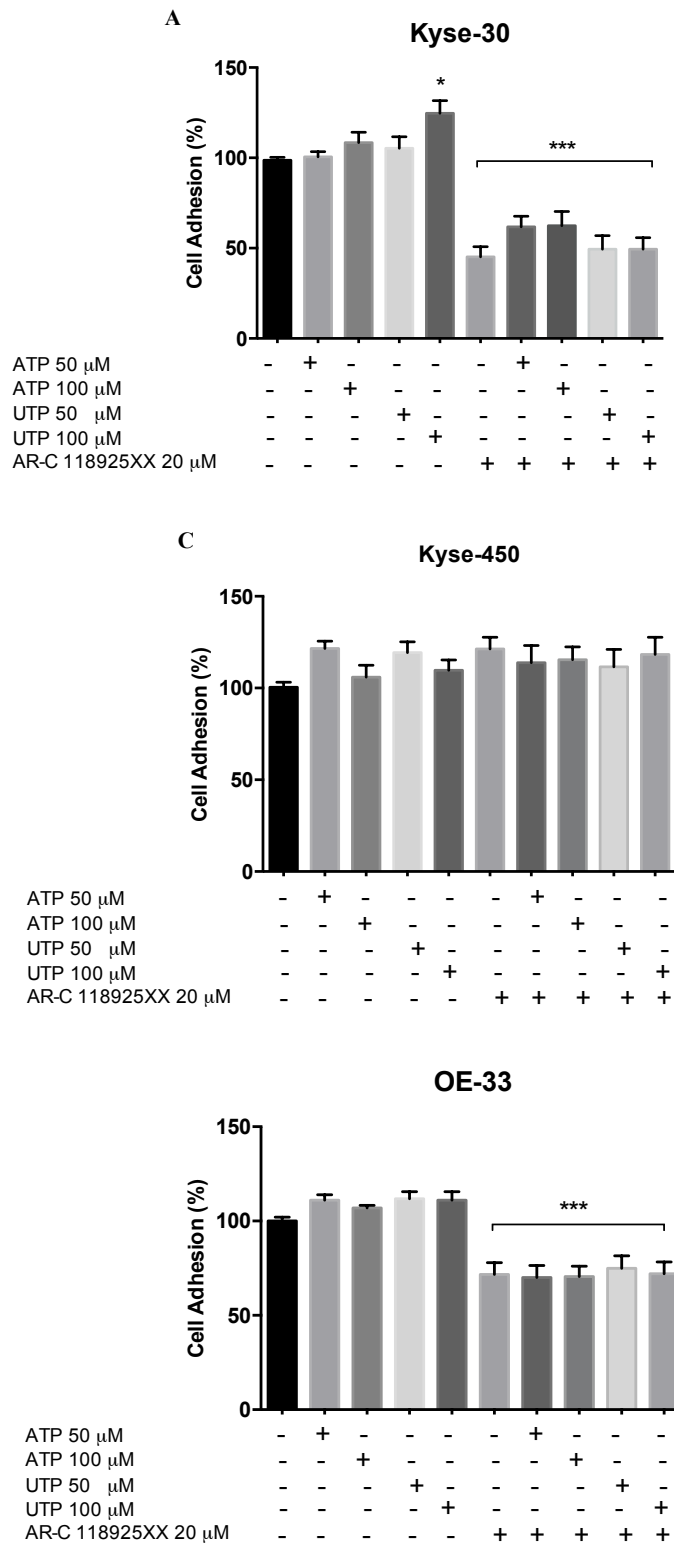 A
Kyse-30
150
100
50
0
Cell Adhesion (%)
*
***
ATP 50 μM - + - - - - + - - -
ATP 100 μM - - + - - - - + - -
UTP 50 μM - - - + - - - - + -
UTP 100 μM - - - - + - - - - +
AR-C 118925XX 20 μM - - - - - + + + + +
C
Kyse-450
150
100
50
0
Cell Adhesion (%)
ATP 50 μM - + - - - - + - - -
ATP 100 μM - - + - - - - + - -
UTP 50 μM - - - + - - - - + -
UTP 100 μM - - - - + - - - - +
AR-C 118925XX 20 μM - - - - - + + + + +
OE-33
150
100
50
0
Cell Adhesion (%)
***
ATP 50 μM - + - - - - + - - -
ATP 100 μM - - + - - - - + - -
UTP 50 μM - - - + - - - - + -
UTP 100 μM - - - - + - - - - +
AR-C 118925XX 20 μM - - - - - + + + + +